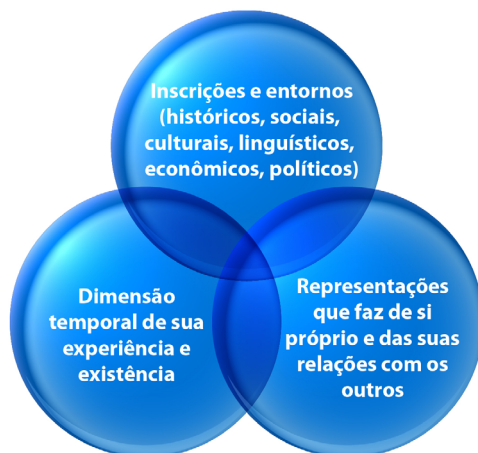 Inscrições e entornos
(históricos, sociais,
culturais, linguísticos,
econômicos, políticos)
Dimensão
temporal de sua
experiência e
existência
Representações
que faz de si
próprio e das suas
relações com os
outros